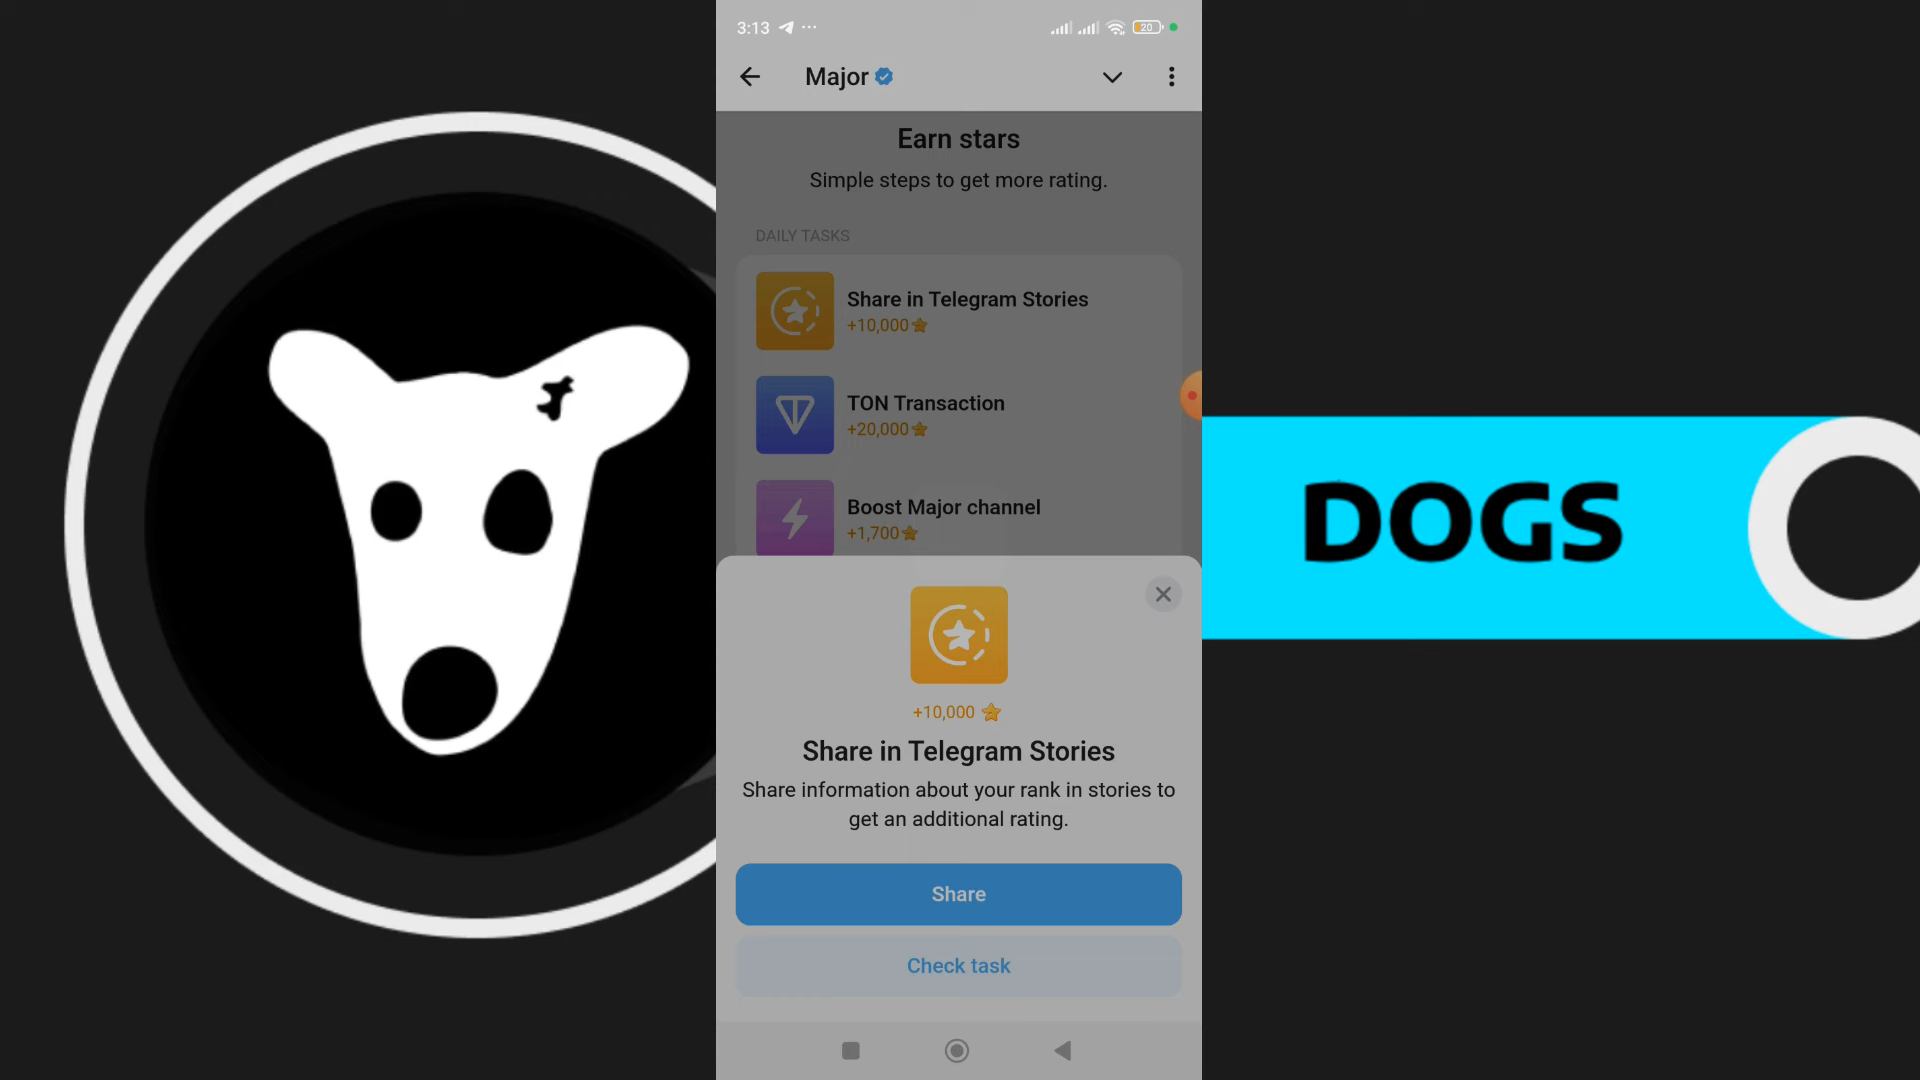 3:13
20
Major
Earn stars
Simple steps to get more rating.
DAILY TASKS
Share in Telegram Stories
+10,000
TON Transaction
+20,000
Boost Major channel
+1,700
+10,000
Share in Telegram Stories
Share information about your rank in stories to
get an additional rating.
Share
Check task
DOGS